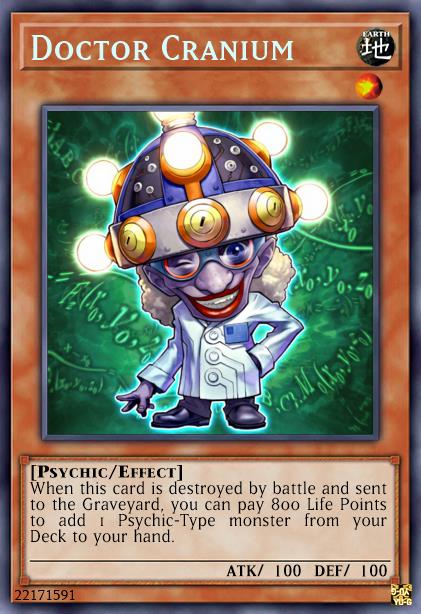 DOCTOR CRANIUM
EARTH
地
[PSYCHIC/EFFECT]
When this card is destroyed by battle and sent
to the Graveyard, you can pay 800 Life Points
to add 1 Psychic-Type monster from your
Deck to your hand.
ATK/ 100 DEF/ 100
22171591